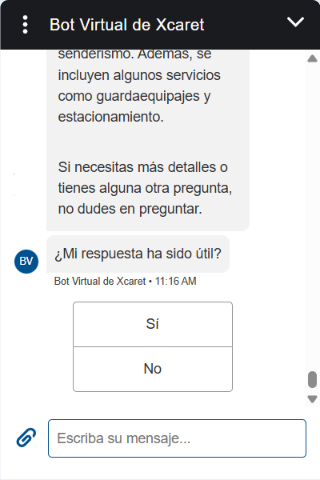 Bot Virtual de Xcaret
senderismo. Además, se
incluyen algunos servicios
como guardaequipajes y
estacionamiento.
Si necesitas más detalles o
tienes alguna otra pregunta,
no dudes en preguntar.
¿Mi respuesta ha sido útil?
BV
Bot Virtual de Xcaret • 11:16 AM
Sí
No
Escriba su mensaje...